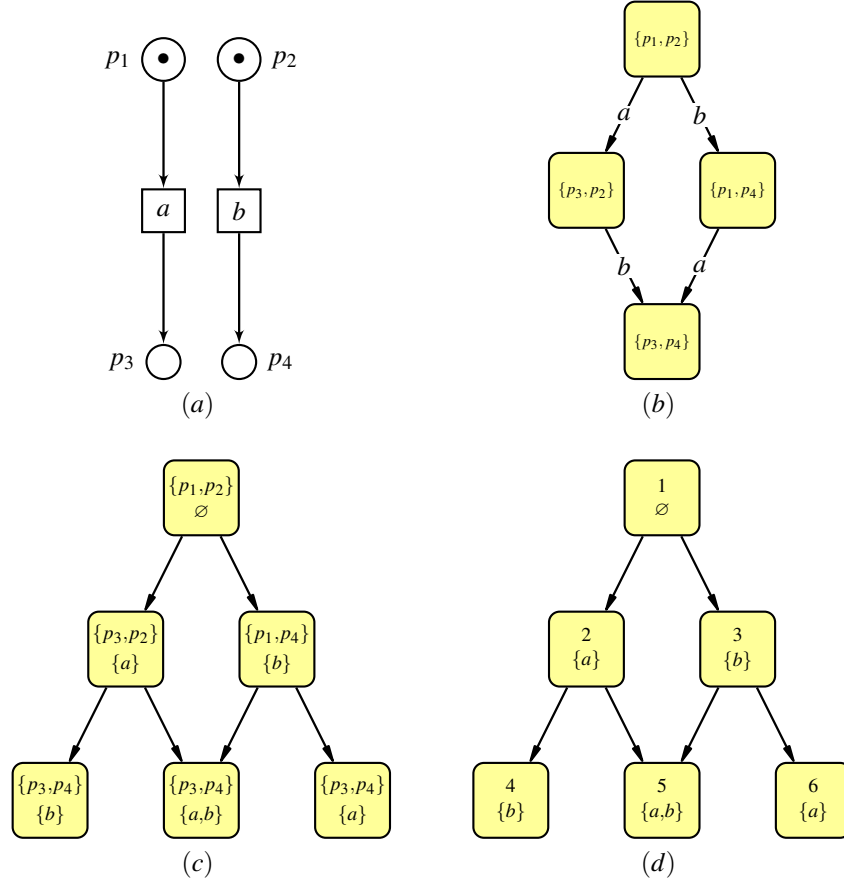 p₁ p₂
a b
p₃ p₄
(a)
{p₁,p₂}
a b
{p₃,p₂} {p₁,p₄}
b a
{p₃,p₄}
(b)
{p₁,p₂}
∅
{p₃,p₂} {p₁,p₄}
{a} {b}
{p₃,p₄} {p₃,p₄} {p₃,p₄}
{b} {a,b} {a}
(c)
1
∅
2 3
{a} {b}
4 5 6
{b} {a,b} {a}
(d)